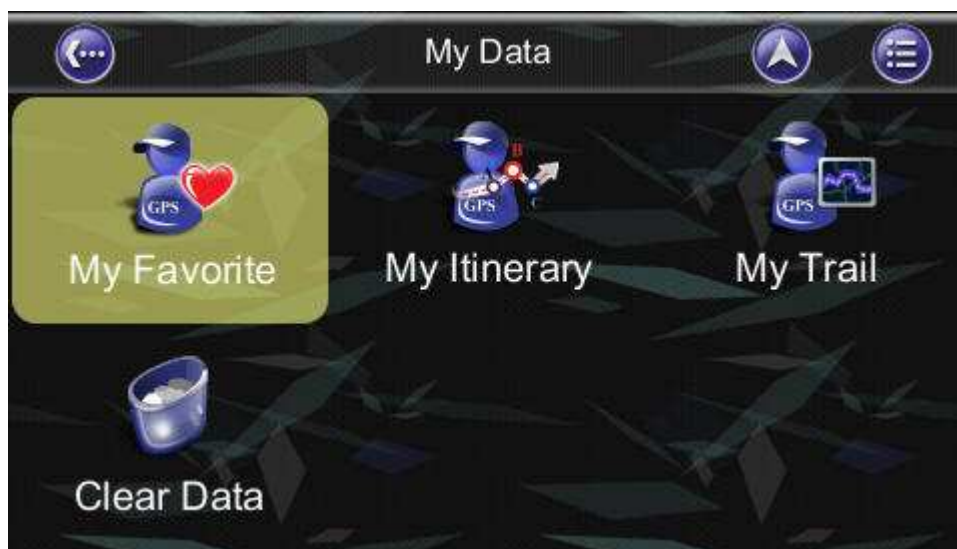 My Data
GPS
My Favorite
B
GPS
C
My Itinerary
GPS
My Trail
Clear Data